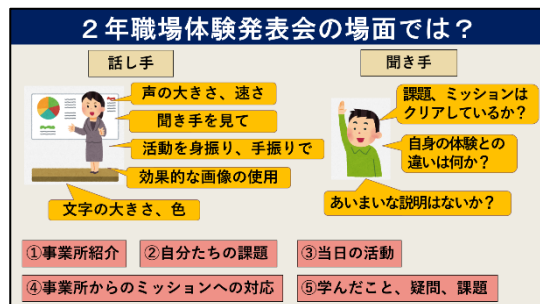 ２年職場体験発表会の場面では？
話し手
声の大きさ、速さ
聞き手を見て
活動を身振り、手振りで
効果的な画像の使用
文字の大きさ、色
聞き手
課題、ミッションは
クリアしているか？
自身の体験との
違いは何か？
あいまいな説明はないか？
①事業所紹介
②自分たちの課題
③当日の活動
④事業所からのミッションへの対応
⑤学んだこと、疑問、課題